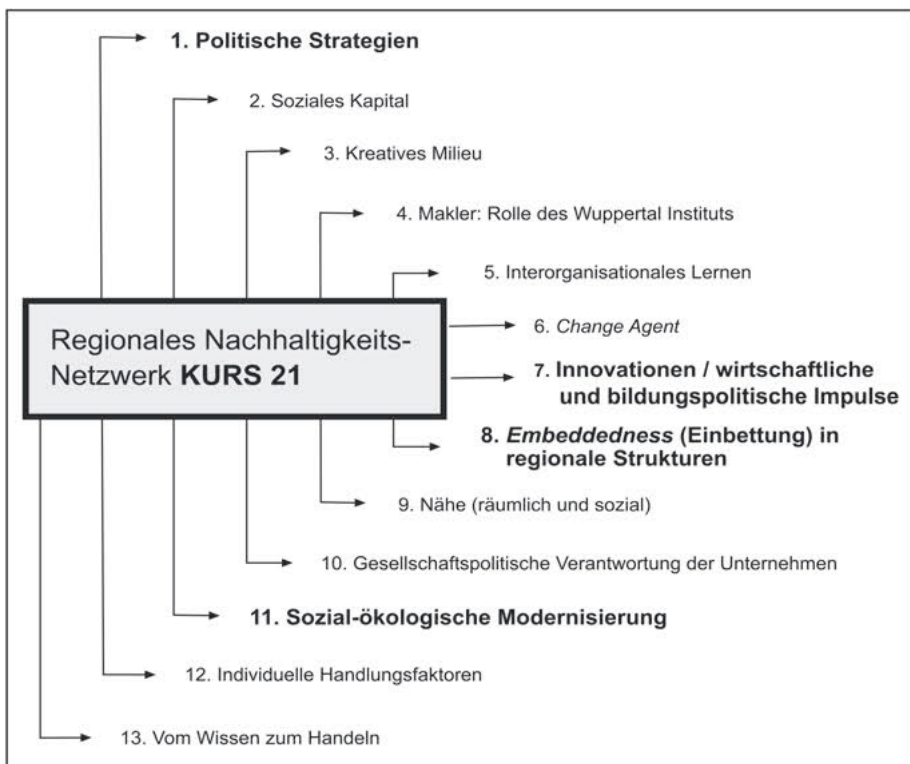 1. Politische Strategien
2. Soziales Kapital
3. Kreatives Milieu
4. Makler: Rolle des Wuppertal Instituts
5. Interorganisationales Lernen
Regionales Nachhaltigkeits-
Netzwerk KURS 21
6. Change Agent
7. Innovationen / wirtschaftliche
und bildungspolitische Impulse
8. Embeddedness (Einbettung) in
regionale Strukturen
9. Nähe (räumlich und sozial)
10. Gesellschaftspolitische Verantwortung der Unternehmen
11. Sozial-ökologische Modernisierung
12. Individuelle Handlungsfaktoren
13. Vom Wissen zum Handeln